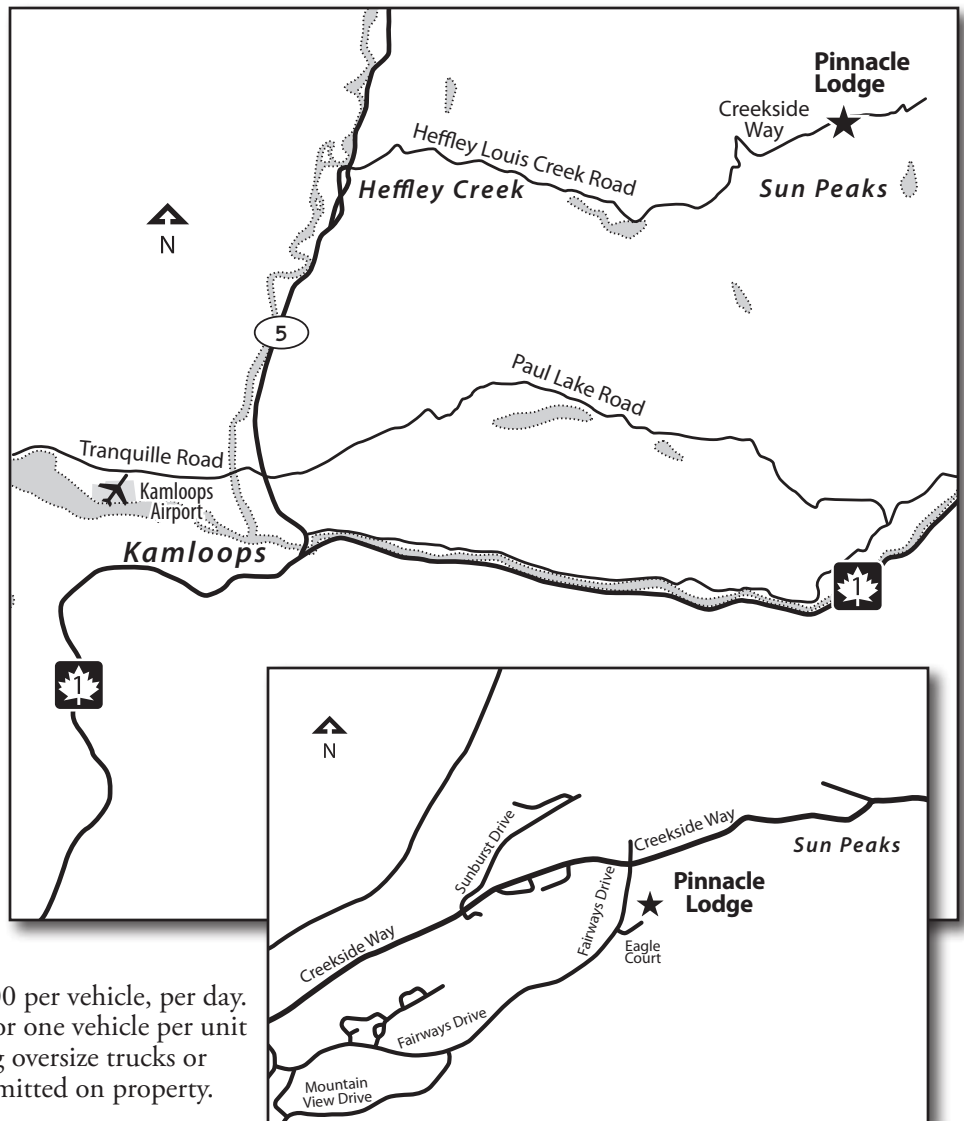 Pinnacle
Lodge
Creekside
Way
Heffley Louis Creek Road
Heffley Creek
Sun Peaks
N
5
Paul Lake Road
Tranquille Road
Kamloops
Airport
Kamloops
1
1
N
Sunburst Drive
Creekside Way
Sun Peaks
Pinnacle
Lodge
Fairways Drive
Eagle
Court
Creekside Way
Fairways Drive
Mountain
View Drive
00 per vehicle, per day.
or one vehicle per unit
g oversize trucks or
mitted on property.